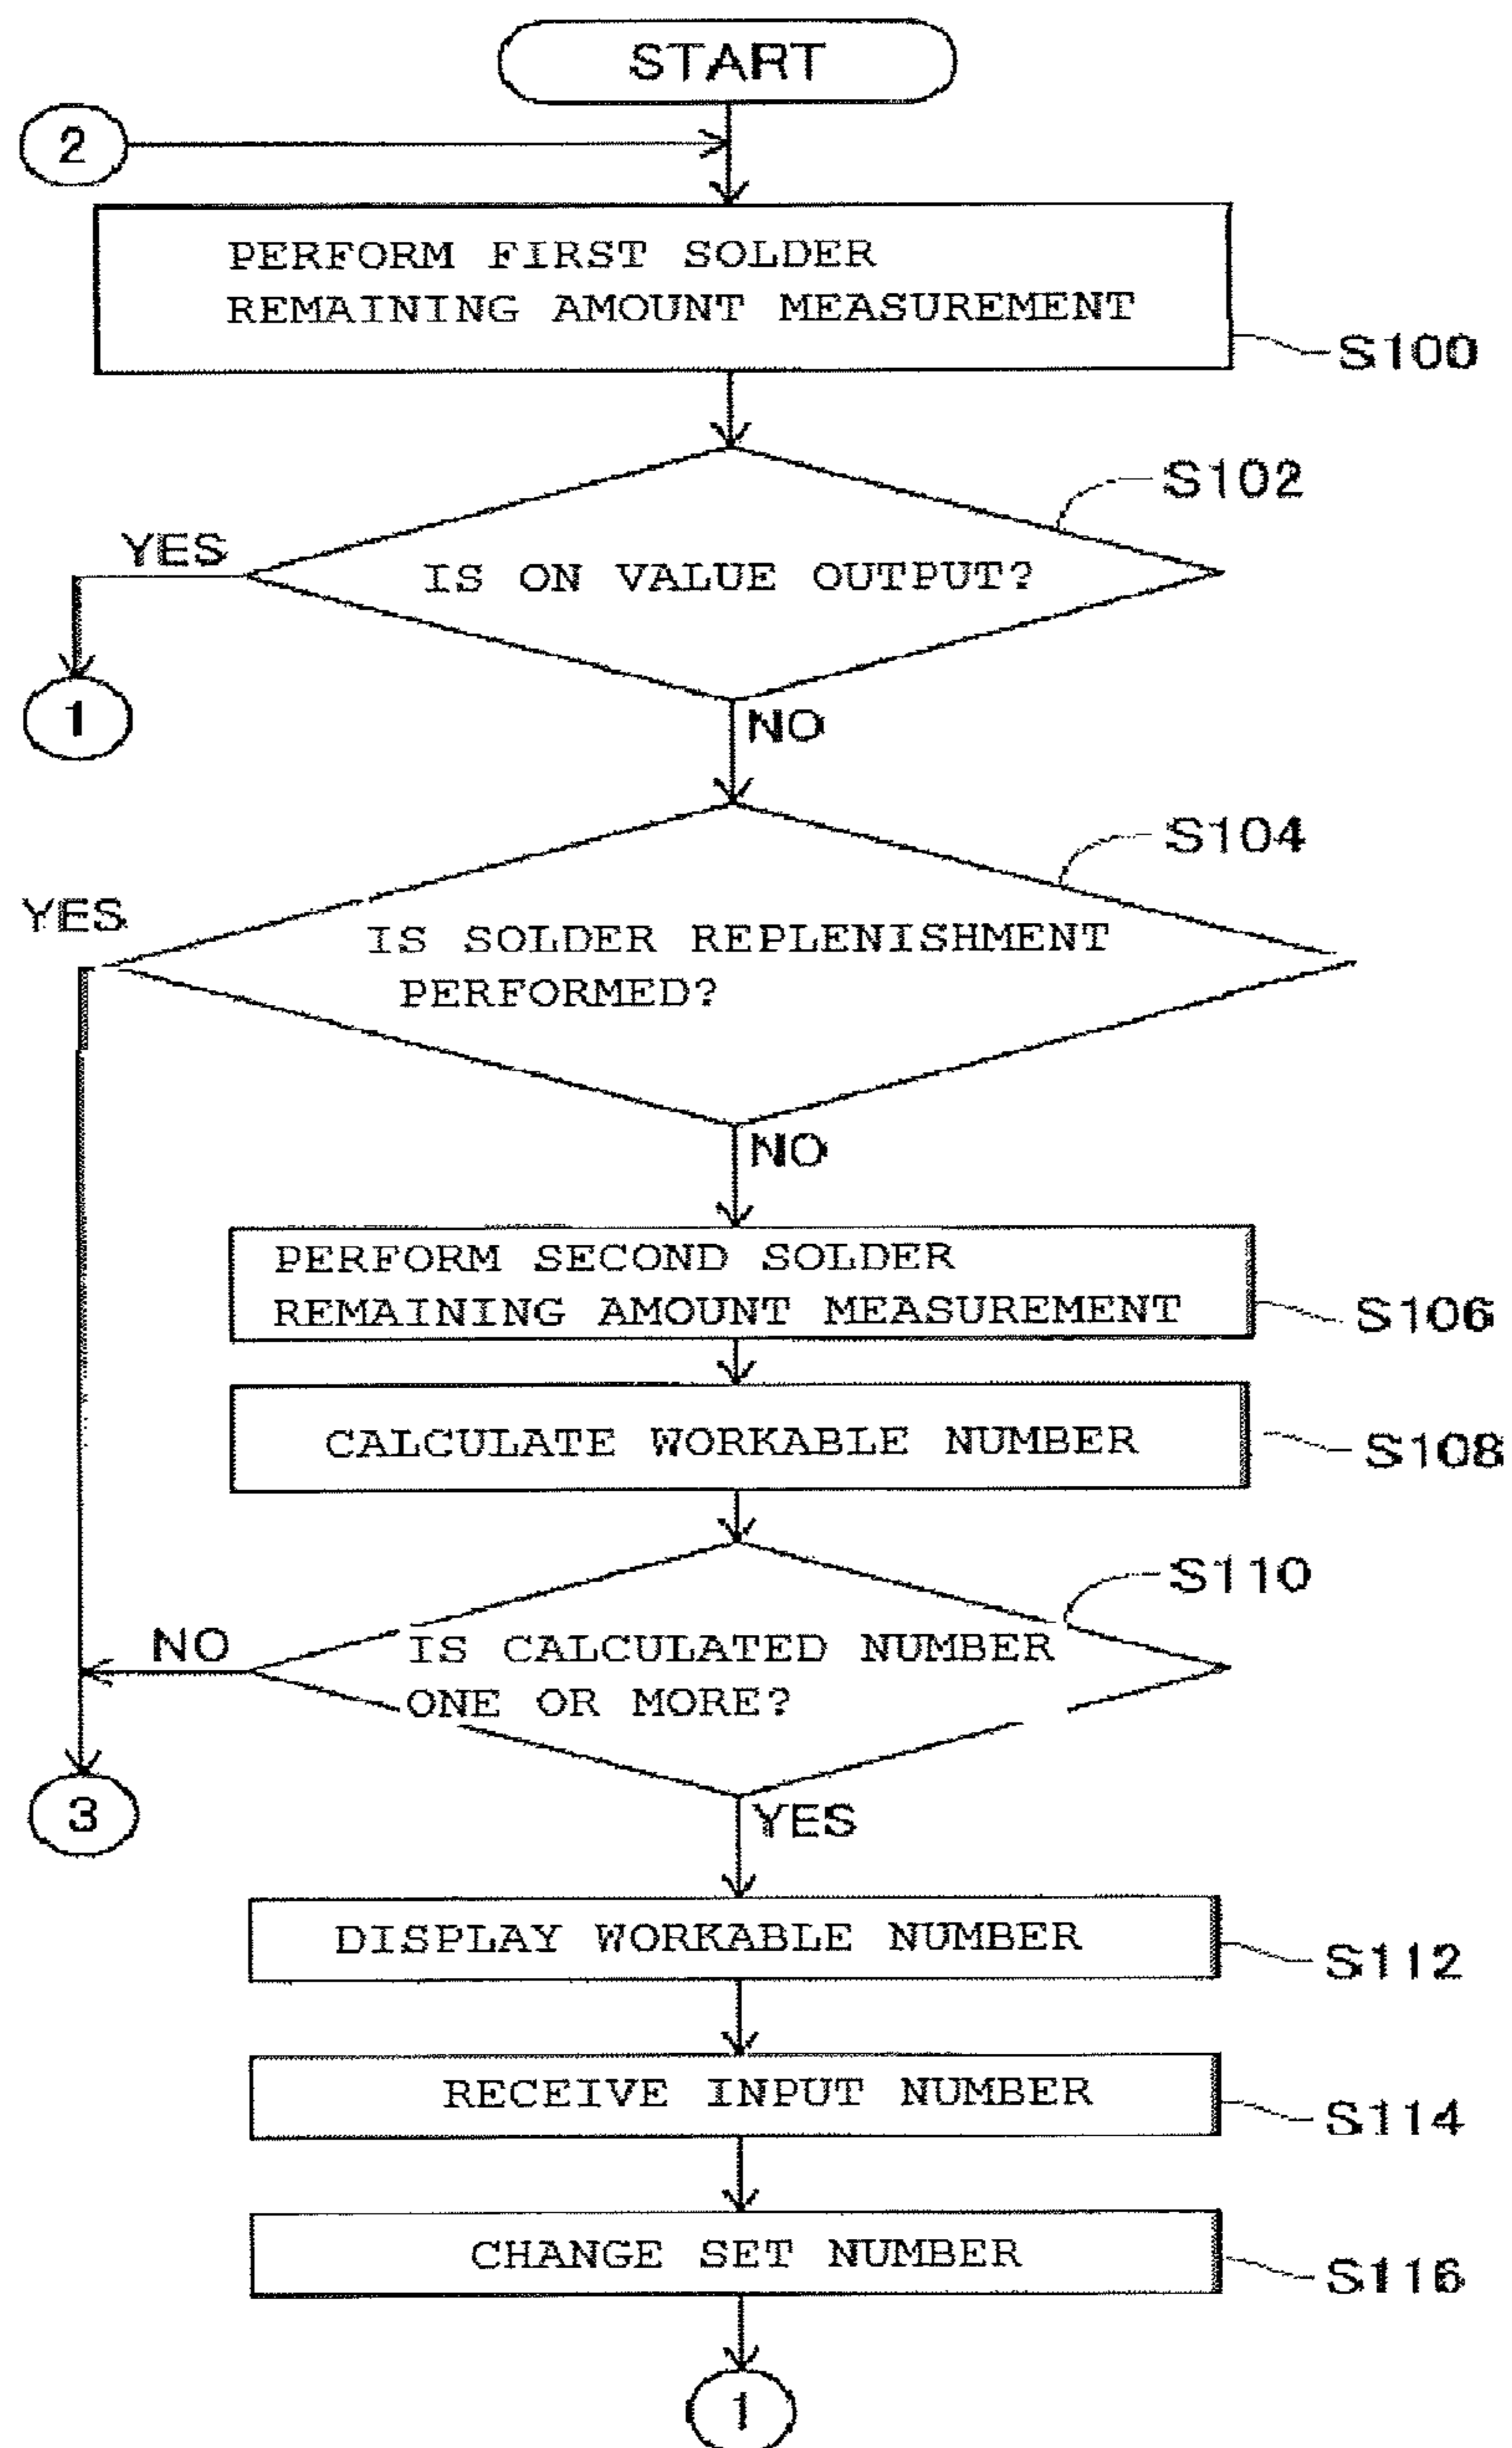 START
2
PERFORM FIRST SOLDER
REMAINING AMOUNT MEASUREMENT
S100
S102
YES
IS ON VALUE OUTPUT?
1
NO
S104
YES
IS SOLDER REPLENISHMENT
PERFORMED?
NO
PERFORM SECOND SOLDER
REMAINING AMOUNT MEASUREMENT
S106
CALCULATE WORKABLE NUMBER
S108
S110
NO
IS CALCULATED NUMBER
ONE OR MORE?
3
YES
DISPLAY WORKABLE NUMBER
S112
RECEIVE INPUT NUMBER
S114
CHANGE SET NUMBER
S116
1